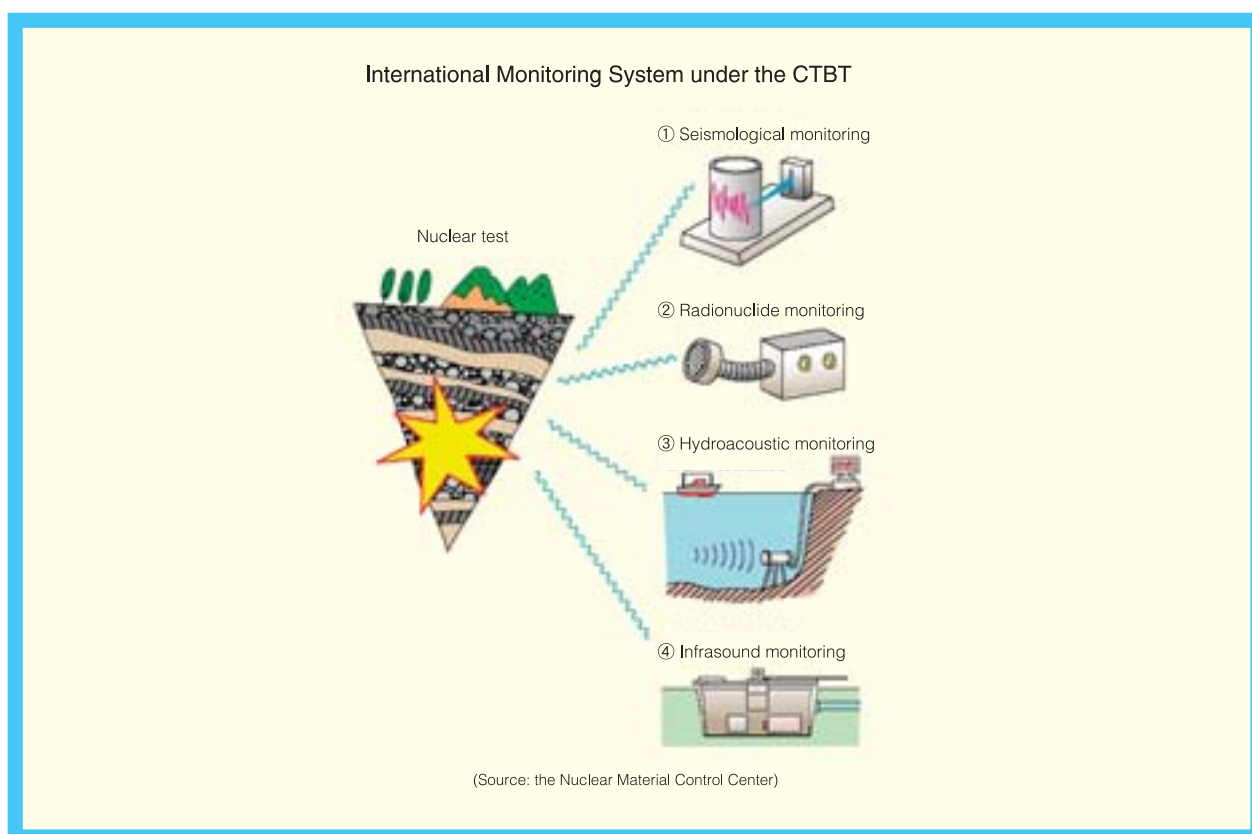 International Monitoring System under the CTBT
① Seismological monitoring
Nuclear test
② Radionuclide monitoring
③ Hydroacoustic monitoring
④ Infrasound monitoring
(Source: the Nuclear Material Control Center)